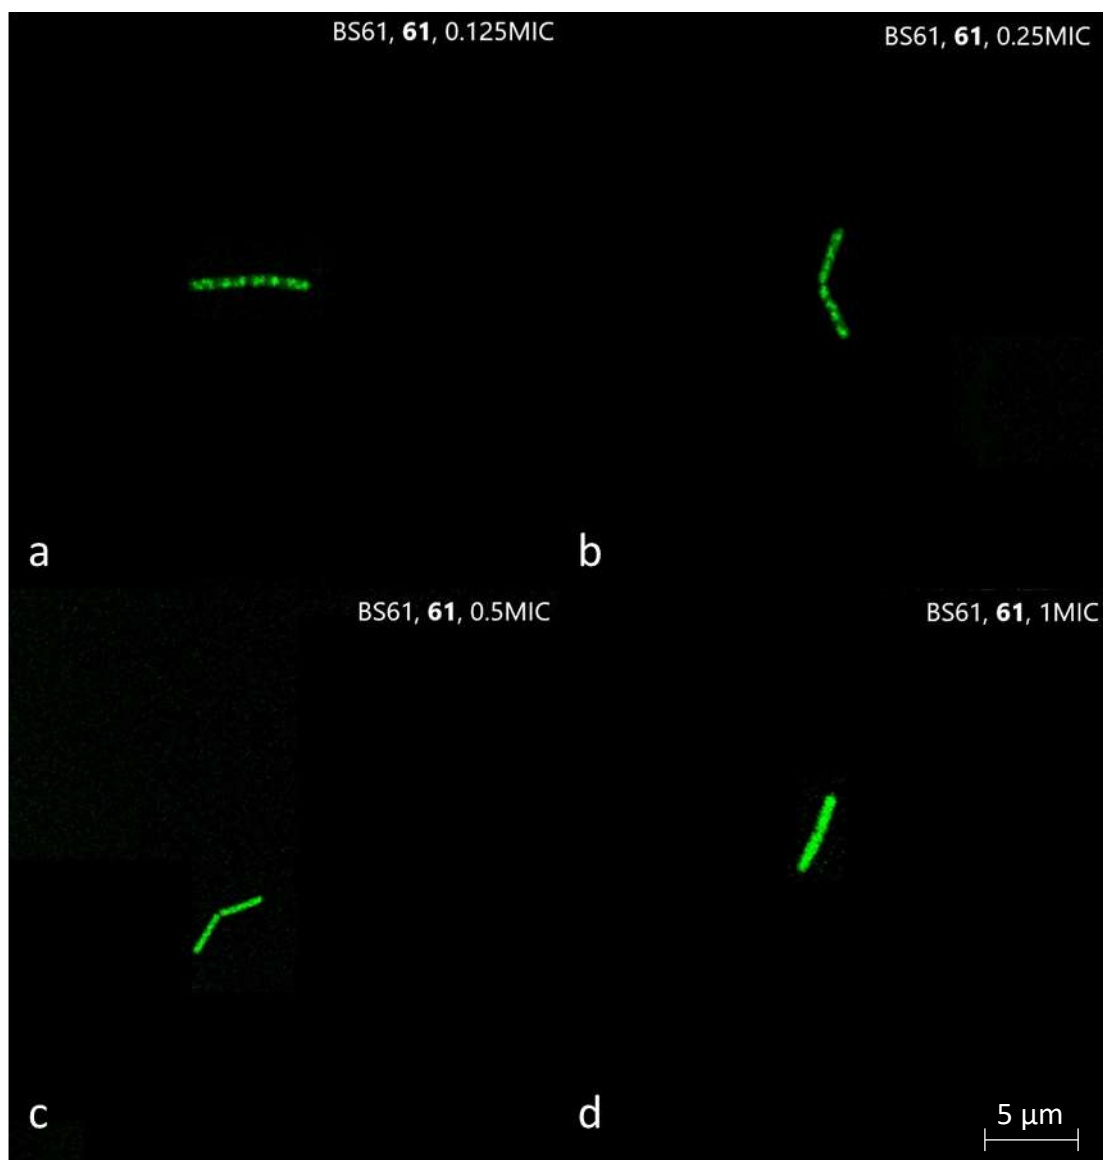 BS61, 61, 0.125MIC
BS61, 61, 0.25MIC
a
b
BS61, 61, 0.5MIC
BS61, 61, 1MIC
c
d
5 µm